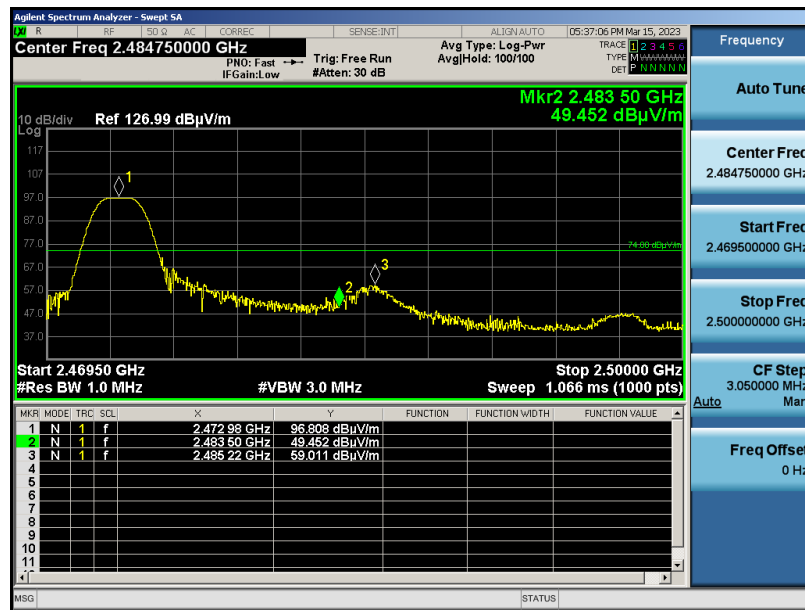 Agilent Spectrum Analyzer - Swept SA
LXI R RF 50 Ω AC CORREC SENSE:INT ALIGN AUTO 05:37:06 PM Mar 15, 2023
Center Freq 2.484750000 GHz
PNO: Fast
IFGain:Low
Trig: Free Run
#Atten: 30 dB
Avg Type: Log-Pwr
Avg|Hold: 100/100
TRACE 1 2 3 4 5 6
TYPE M
DET P N N N N N
Mkr2 2.483 50 GHz
49.452 dBµV/m
10 dB/div
Log
Ref 126.99 dBµV/m
117
107
97.0
87.0
77.0
67.0
57.0
47.0
37.0
1
2
3
74.00 dBµV/m
Start 2.46950 GHz
Stop 2.50000 GHz
#Res BW 1.0 MHz
#VBW 3.0 MHz
Sweep 1.066 ms (1000 pts)
MKR MODE TRC SCL X Y FUNCTION FUNCTION WIDTH FUNCTION VALUE
1 N 1 f 2.472 98 GHz 96.808 dBµV/m
2 N 1 f 2.483 50 GHz 49.452 dBµV/m
3 N 1 f 2.485 22 GHz 59.011 dBµV/m
4
5
6
7
8
9
10
11
MSG
STATUS
Frequency
Auto Tune
Center Freq
2.484750000 GHz
Start Freq
2.469500000 GHz
Stop Freq
2.500000000 GHz
CF Step
3.050000 MHz
Auto Man
Freq Offset
0 Hz